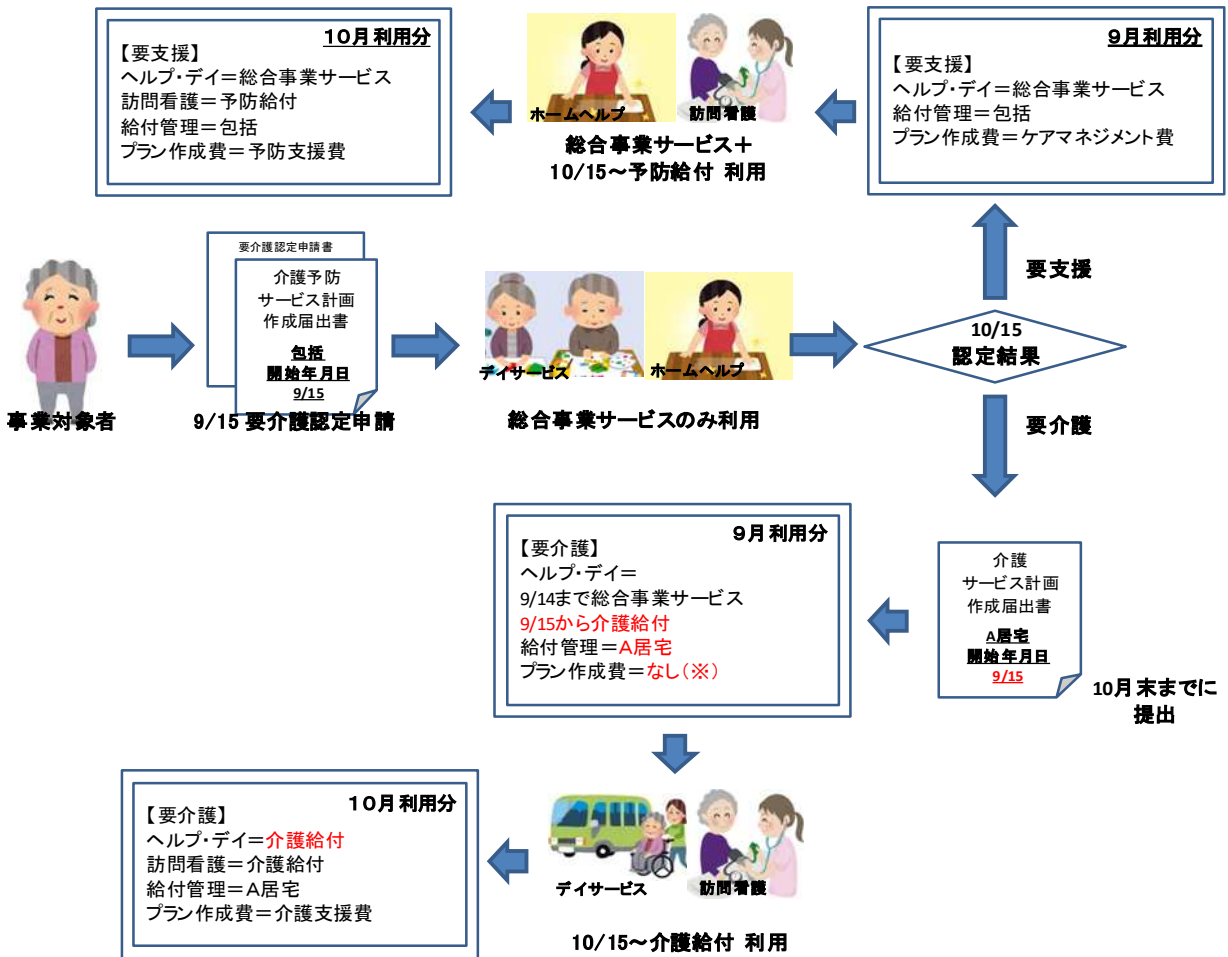 10月利用分
【要支援】
ヘルプ・デイ＝総合事業サービス
訪問看護＝予防給付
給付管理＝包括
プラン作成費＝予防支援費
ホームヘルプ
訪問看護
総合事業サービス＋
10/15～予防給付 利用
9月利用分
【要支援】
ヘルプ・デイ＝総合事業サービス
給付管理＝包括
プラン作成費＝ケアマネジメント費
事業対象者
要介護認定申請書
介護予防
サービス計画
作成届出書
包括
開始年月日
9/15
9/15 要介護認定申請
デイサービス
ホームヘルプ
総合事業サービスのみ利用
10/15
認定結果
要支援
要介護
介護
サービス計画
作成届出書
A居宅
開始年月日
9/15
10月末までに
提出
9月利用分
【要介護】
ヘルプ・デイ＝
9/14まで総合事業サービス
9/15から介護給付
給付管理＝A居宅
プラン作成費＝なし（※）
デイサービス
訪問看護
10/15～介護給付 利用
10月利用分
【要介護】
ヘルプ・デイ＝介護給付
訪問看護＝介護給付
給付管理＝A居宅
プラン作成費＝介護支援費